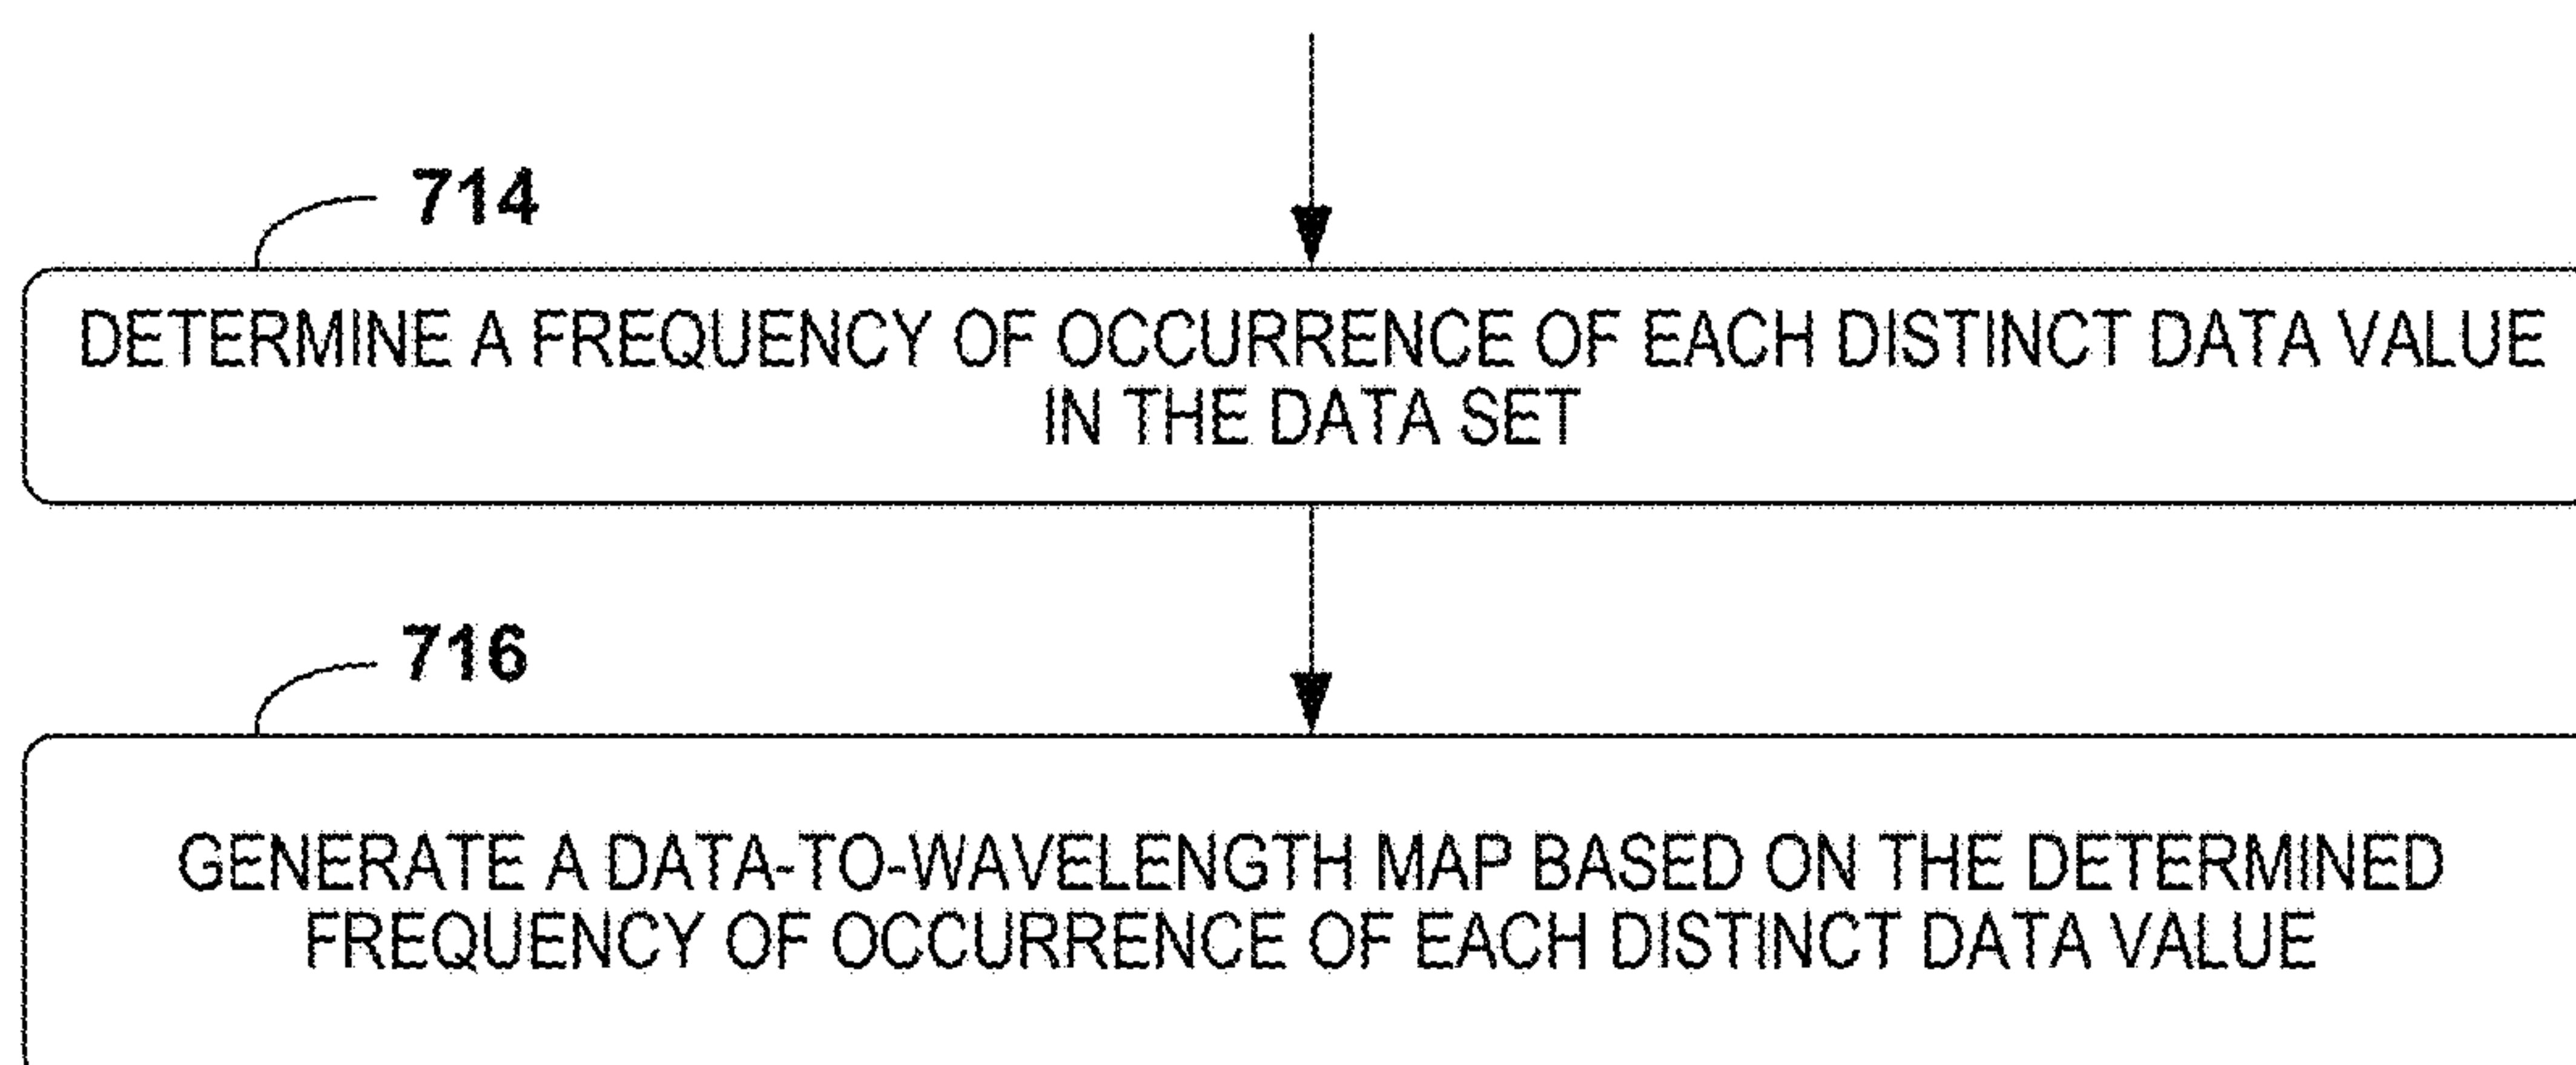 714
DETERMINE A FREQUENCY OF OCCURRENCE OF EACH DISTINCT DATA VALUE
IN THE DATA SET
716
GENERATE A DATA-TO-WAVELENGTH MAP BASED ON THE DETERMINED
FREQUENCY OF OCCURRENCE OF EACH DISTINCT DATA VALUE